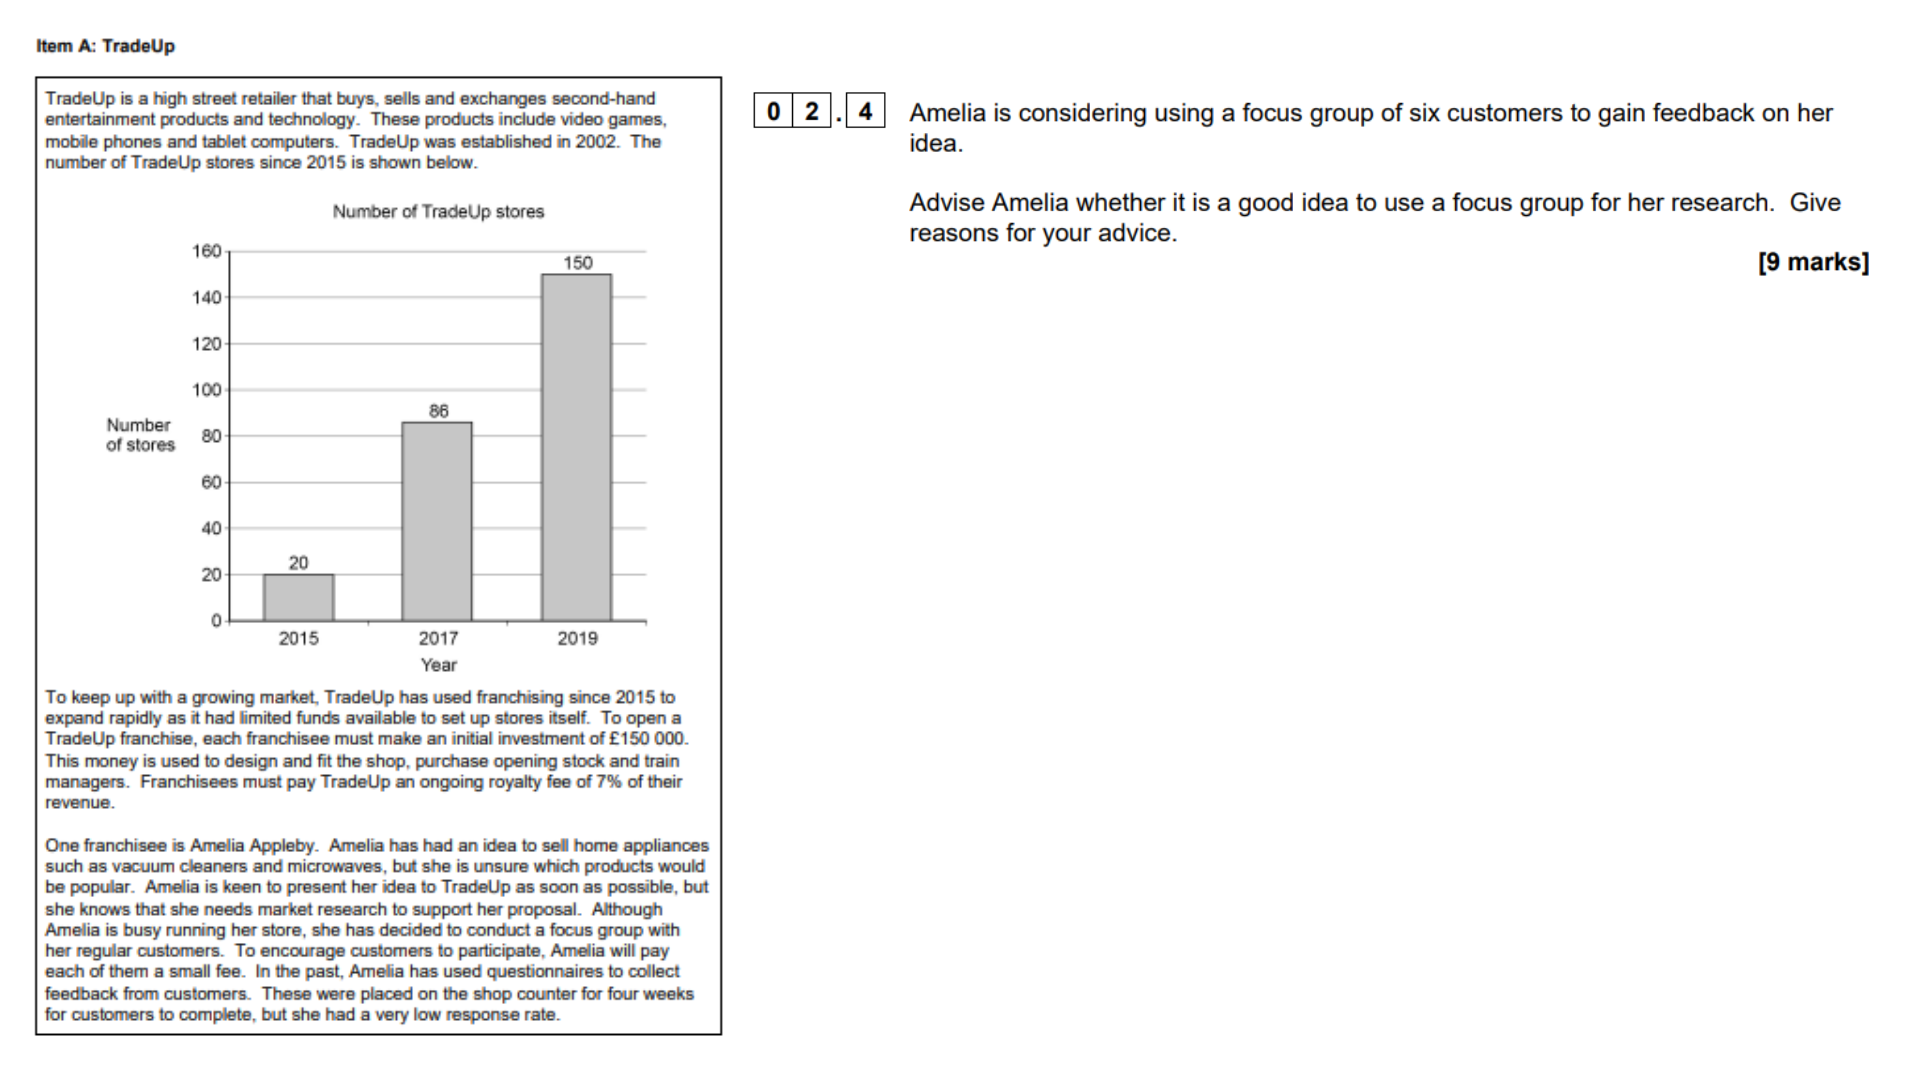 Item A: TradeUp
TradeUp is a high street retailer that buys, sells and exchanges second-hand
entertainment products and technology. These products include video games,
mobile phones and tablet computers. TradeUp was established in 2002. The
number of TradeUp stores since 2015 is shown below.
Number of TradeUp stores
160
140
120
100
80
60
40
20
0
Number
of stores
20
86
150
2015 2017 2019
Year
To keep up with a growing market, TradeUp has used franchising since 2015 to
expand rapidly as it had limited funds available to set up stores itself. To open a
TradeUp franchise, each franchisee must make an initial investment of £150 000.
This money is used to design and fit the shop, purchase opening stock and train
managers. Franchisees must pay TradeUp an ongoing royalty fee of 7% of their
revenue.
One franchisee is Amelia Appleby. Amelia has had an idea to sell home appliances
such as vacuum cleaners and microwaves, but she is unsure which products would
be popular. Amelia is keen to present her idea to TradeUp as soon as possible, but
she knows that she needs market research to support her proposal. Although
Amelia is busy running her store, she has decided to conduct a focus group with
her regular customers. To encourage customers to participate, Amelia will pay
each of them a small fee. In the past, Amelia has used questionnaires to collect
feedback from customers. These were placed on the shop counter for four weeks
for customers to complete, but she had a very low response rate.
0 2 . 4 Amelia is considering using a focus group of six customers to gain feedback on her
idea.
Advise Amelia whether it is a good idea to use a focus group for her research. Give
reasons for your advice.
[9 marks]